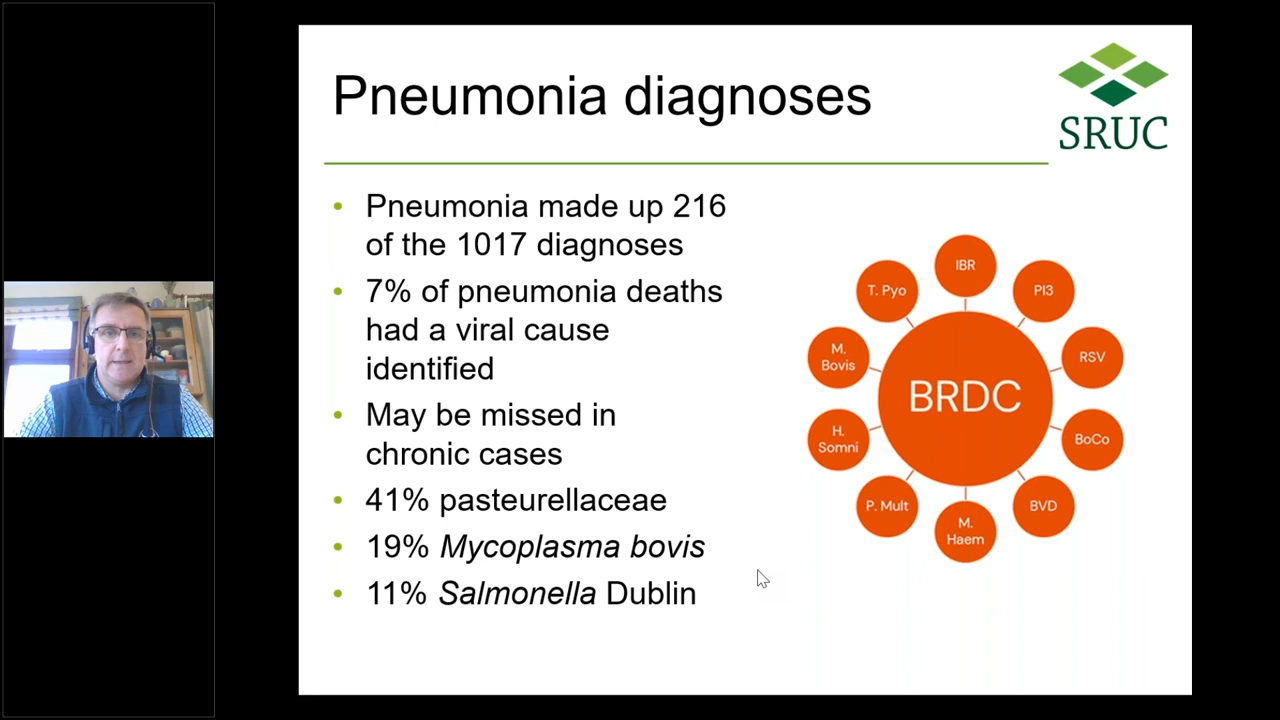 Pneumonia diagnoses
SRUC
Pneumonia made up 216
of the 1017 diagnoses
7% of pneumonia deaths
had a viral cause
identified
May be missed in
chronic cases
41% pasteurellaceae
19% Mycoplasma bovis
11% Salmonella Dublin
BRDC
IBR
PI3
RSV
BoCo
BVD
M.
Haem
P. Mult
H.
Somni
M.
Bovis
T. Pyo